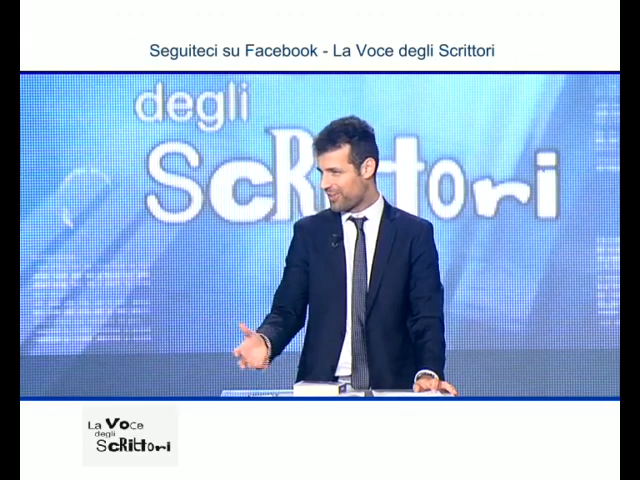 Seguiteci su Facebook - La Voce degli Scrittori
degli
ScRittori
La Voce
degli
ScRittori